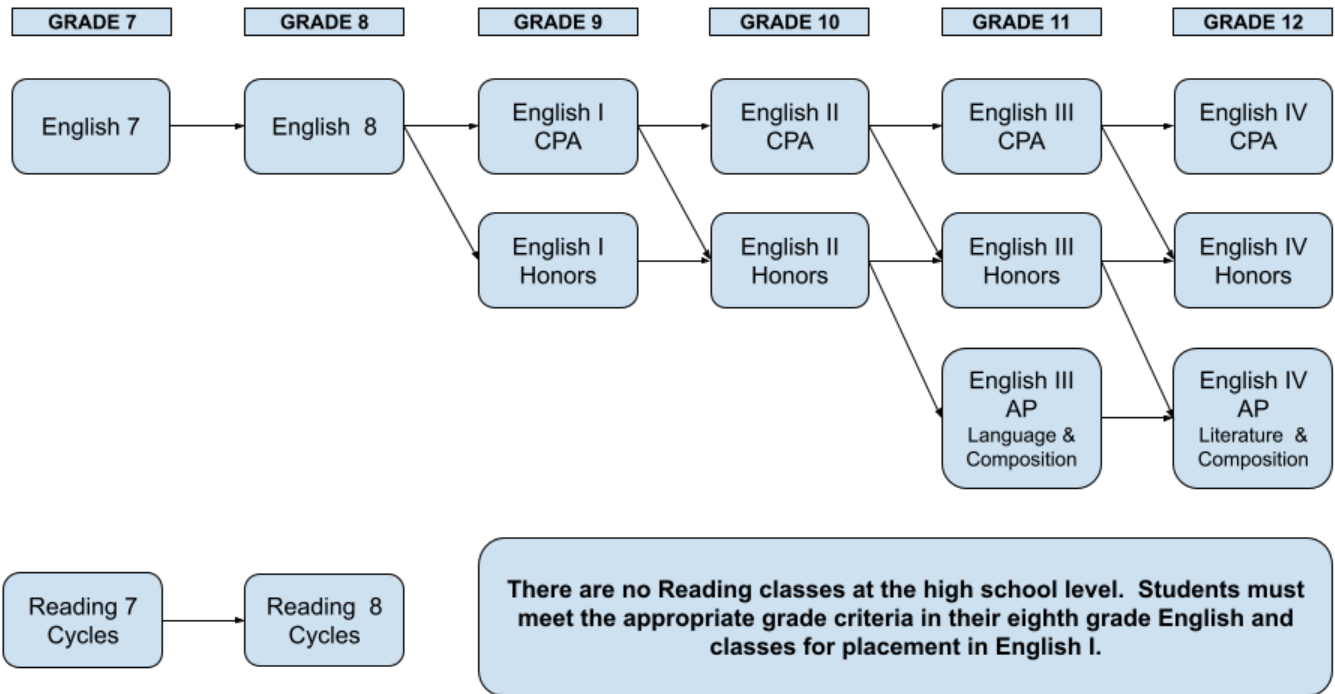 GRADE 7
GRADE 8
GRADE 9
GRADE 10
GRADE 11
GRADE 12
English 7
English 8
English I
CPA
English II
CPA
English III
CPA
English IV
CPA
English I
Honors
English II
Honors
English III
Honors
English IV
Honors
English III
AP
Language &
Composition
English IV
AP
Literature &
Composition
Reading 7
Cycles
Reading 8
Cycles
There are no Reading classes at the high school level. Students must
meet the appropriate grade criteria in their eighth grade English and
classes for placement in English I.